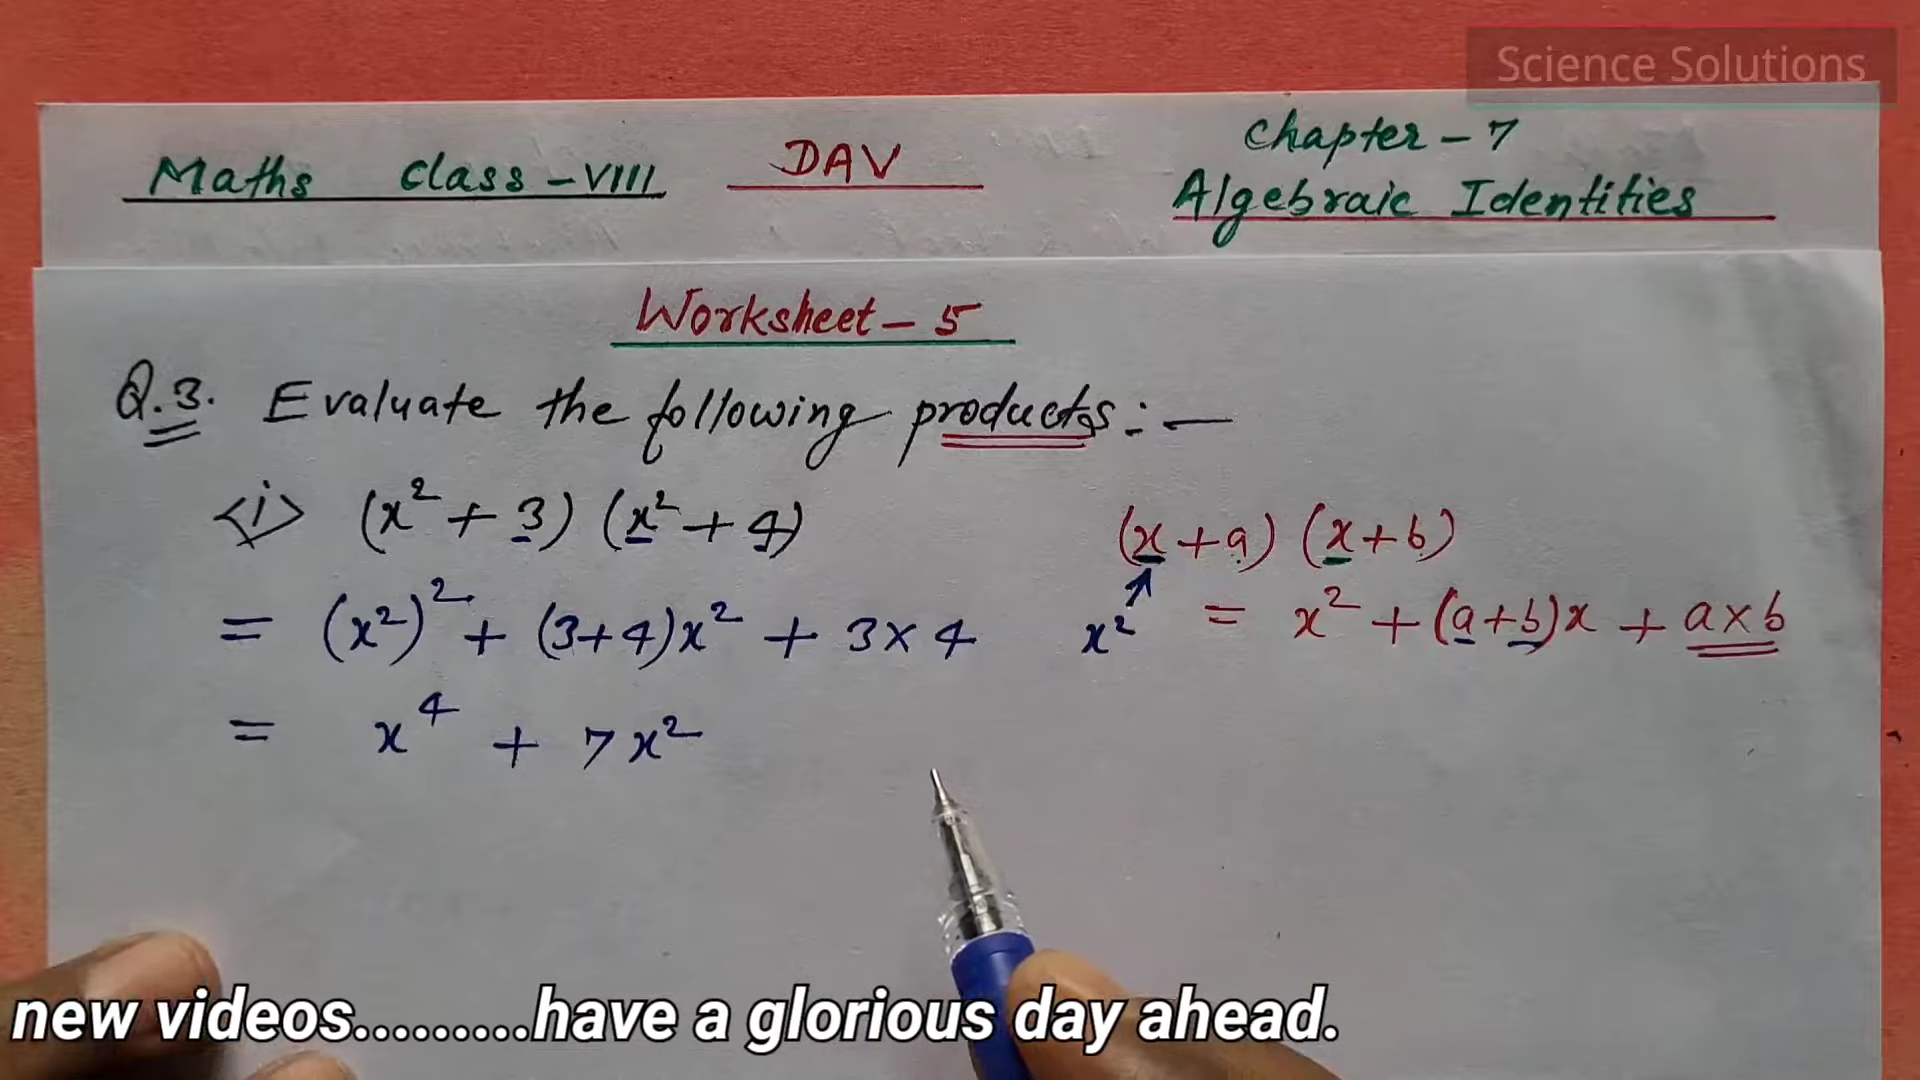 Science Solutions
Maths Class-VIII DAV Chapter-7
Algebraic Identities
Worksheet-5
Q.3. Evaluate the following products:—
<i> (x² + 3) (x² + 4)
(x+a) (x+b)
= (x²)² + (3+4)x² + 3×4
x² = x² + (a+b)x + a×b
= x⁴ + 7x²
new videos.........have a glorious day ahead.